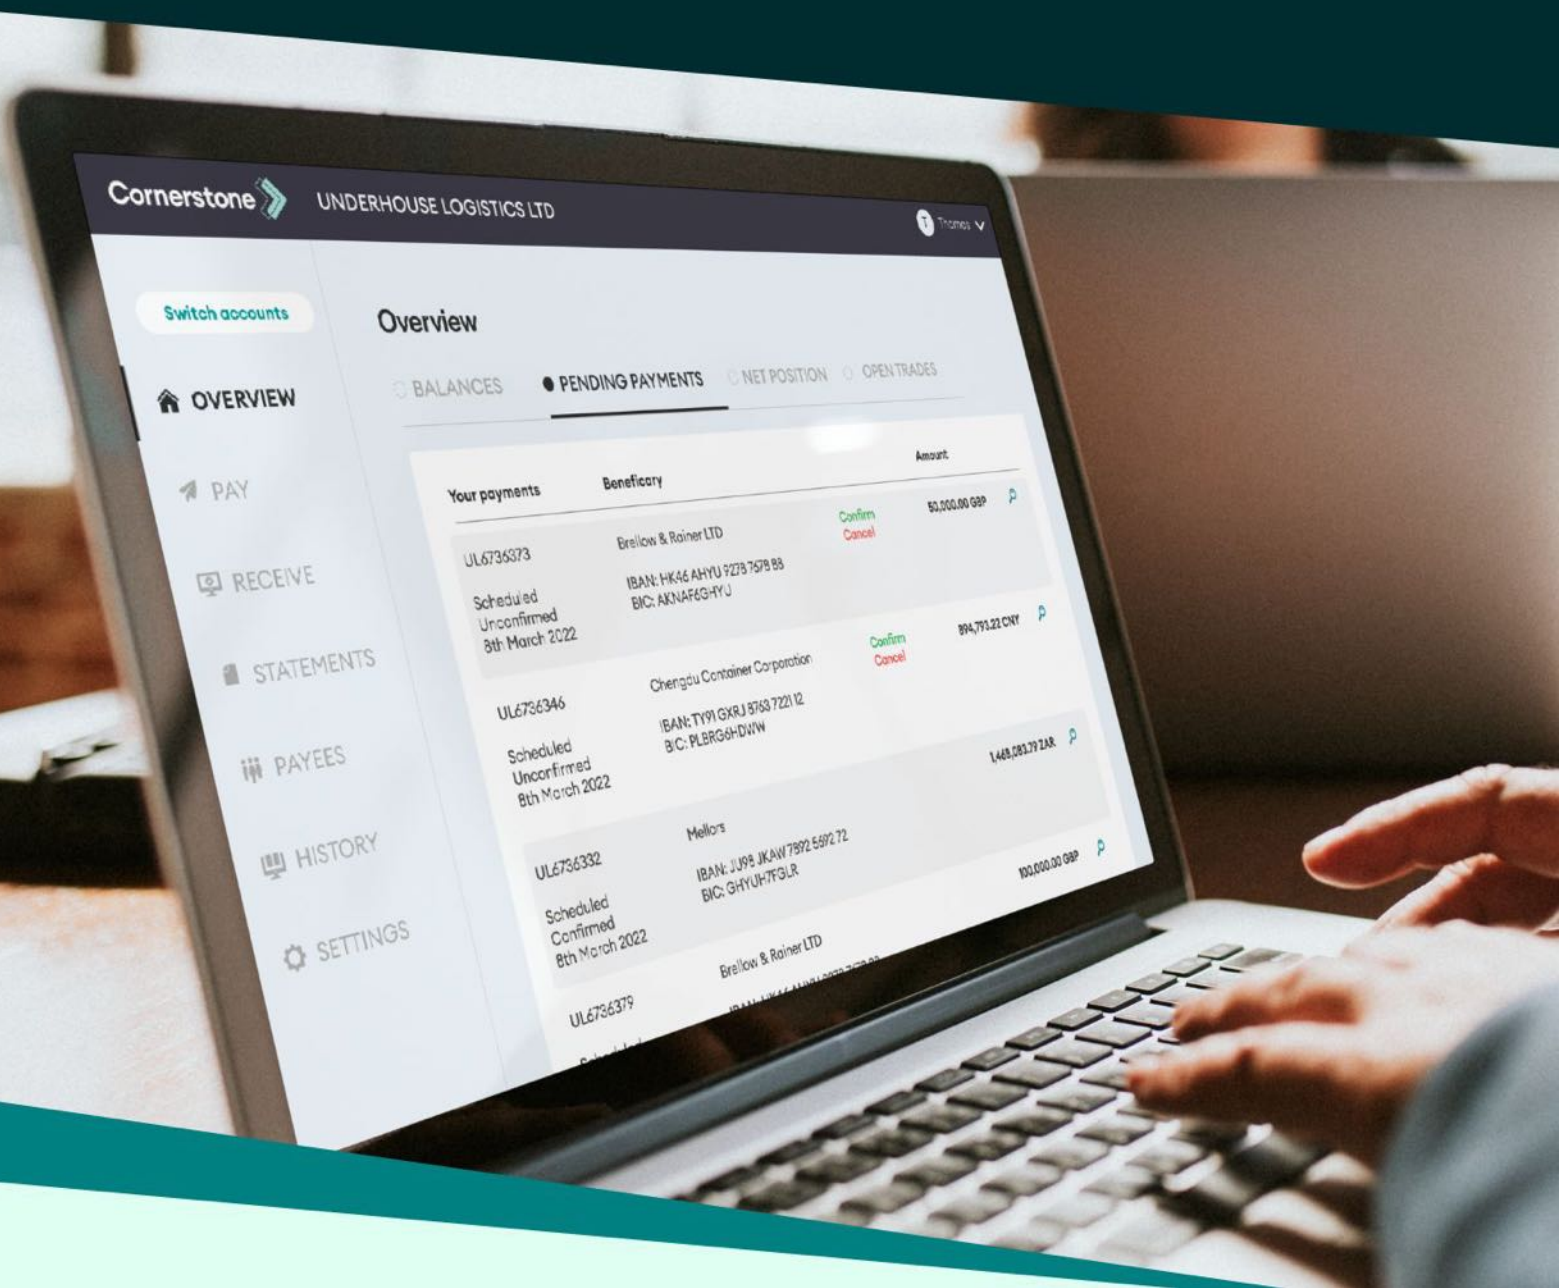 Cornerstone
UNDERHOUSE LOGISTICS LTD
T Thomas
Switch accounts
OVERVIEW
PAY
RECEIVE
STATEMENTS
PAYEES
HISTORY
SETTINGS
Overview
BALANCES
PENDING PAYMENTS
NET POSITION
OPEN TRADES
Your payments Beneficary Amount
UL6736373
Scheduled
Unconfirmed
8th March 2022
Brellow & Rainer LTD
IBAN: HK46 AHYU 9278 7678 88
BIC: AKNAF6GHYU
Confirm
Cancel
50,000.00 GBP
UL6736346
Scheduled
Unconfirmed
8th March 2022
Chengdu Container Corporation
IBAN: TY91 GXRJ 8763 7221 12
BIC: PLBRG6HDWW
Confirm
Cancel
894,793.22 CNY
UL6736332
Scheduled
Confirmed
8th March 2022
Mellors
IBAN: JU98 JKAW 7892 5692 72
BIC: GHYUH7FGLR
1,468,083.79 ZAR
UL6736379
Brellow & Rainer LTD
100,000.00 GBP